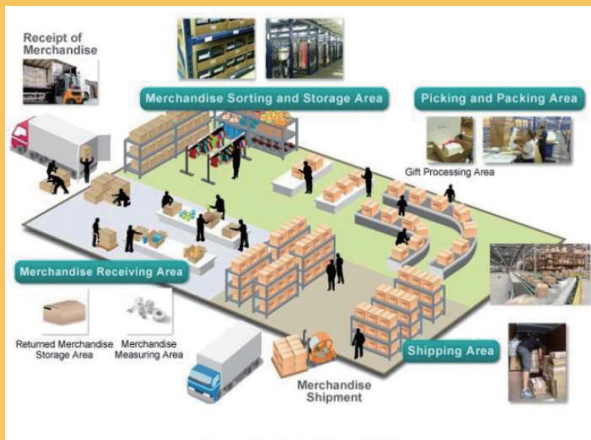 Receipt of
Merchandise
Merchandise Sorting and Storage Area
Picking and Packing Area
Gift Processing Area
Merchandise Receiving Area
Returned Merchandise
Storage Area
Merchandise
Measuring Area
Shipping Area
Merchandise
Shipment